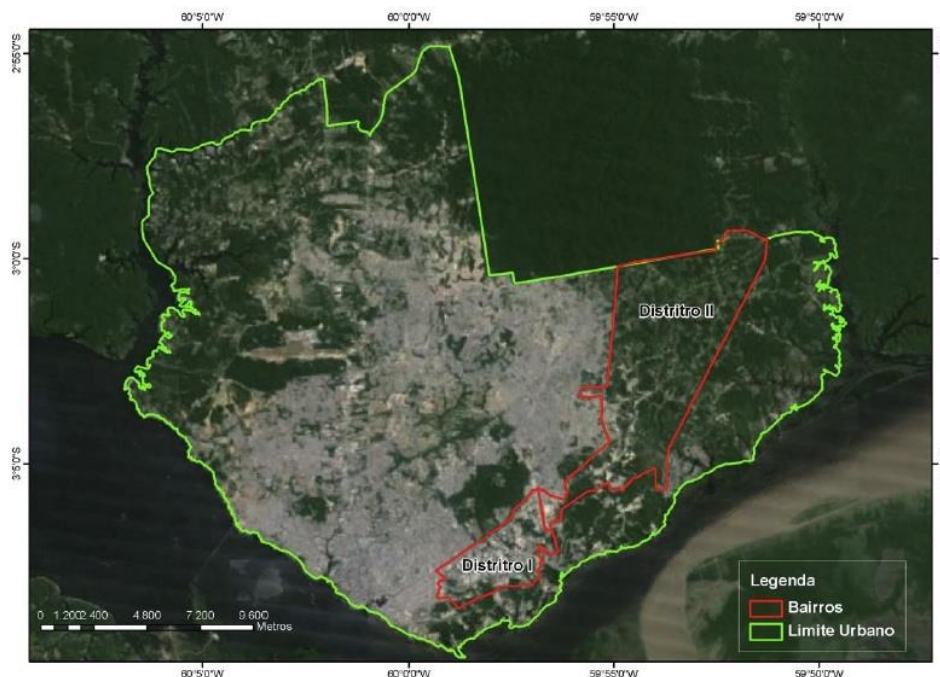 60°5'0"W 60°0'0"W 59°55'0"W 59°50'0"W
2°55'0"S
3°0'0"S
3°5'0"S
Distritro II
Distritro I
0 1.200 2.400 4.800 7.200 9.600
Metros
Legenda
Bairros
Limite Urbano
60°5'0"W 60°0'0"W 59°55'0"W 59°50'0"W